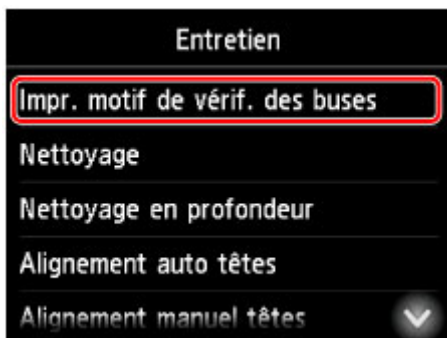 Entretien
Impr. motif de vérif. des buses
Nettoyage
Nettoyage en profondeur
Alignement auto têtes
Alignement manuel têtes